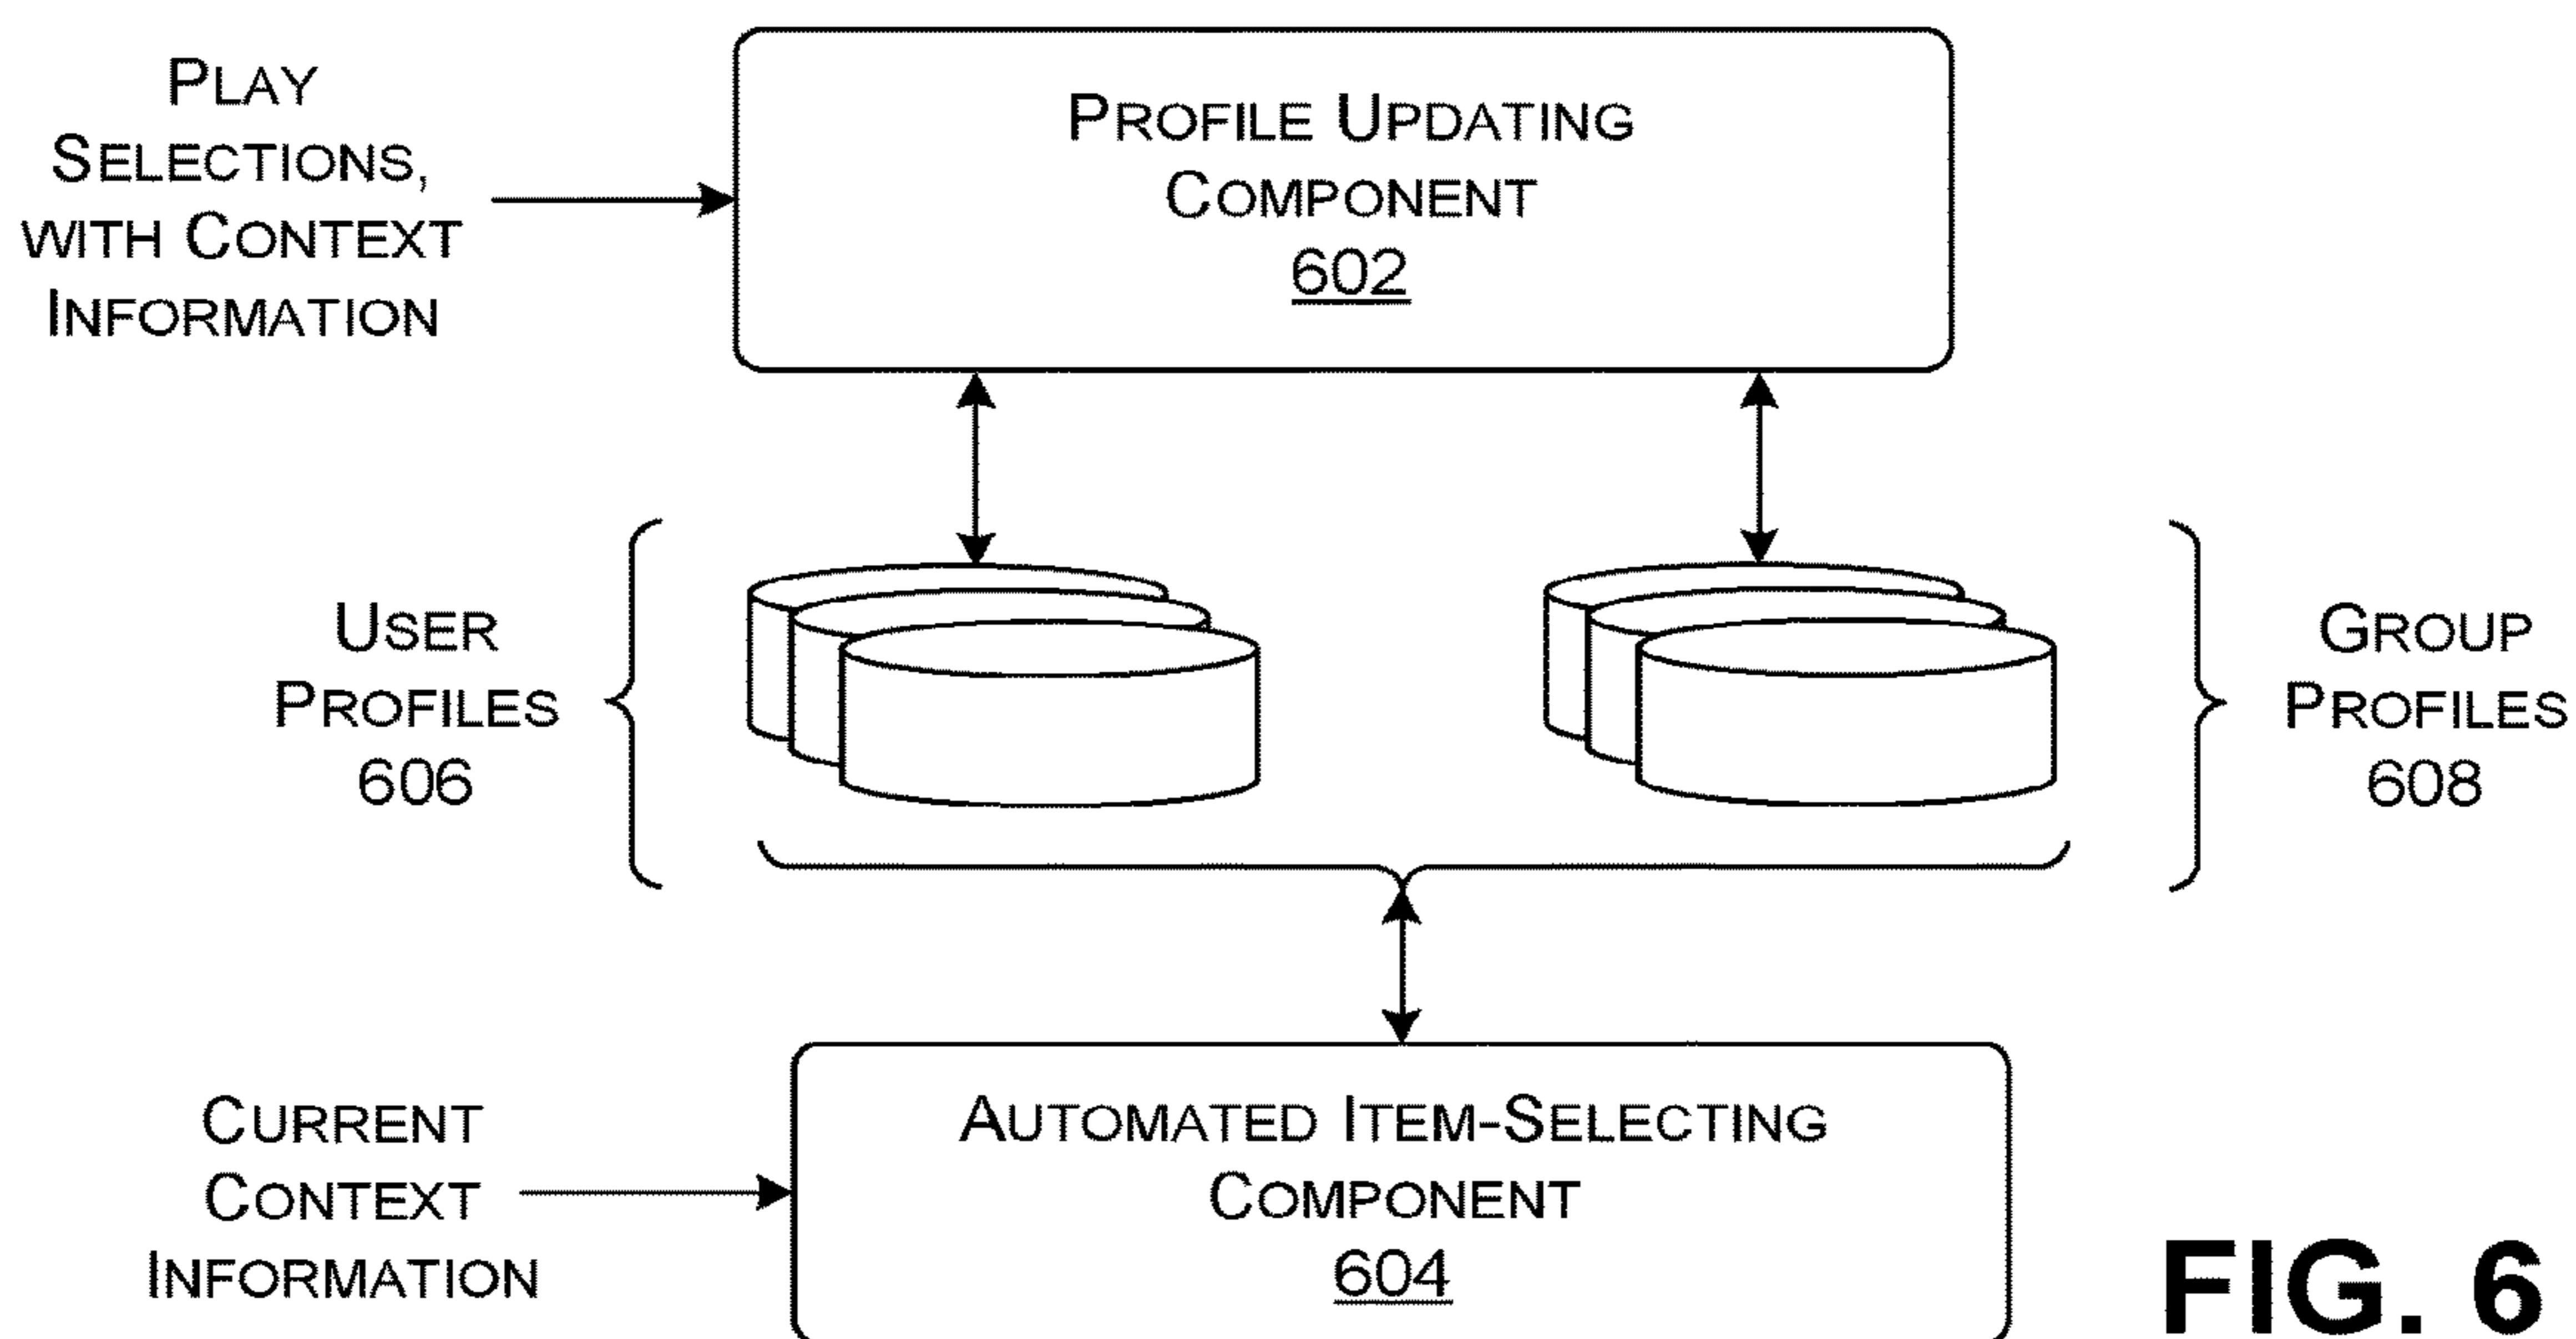 PLAY
SELECTIONS,
WITH CONTEXT
INFORMATION
PROFILE UPDATING
COMPONENT
602
USER
PROFILES
606
GROUP
PROFILES
608
CURRENT
CONTEXT
INFORMATION
AUTOMATED ITEM-SELECTING
COMPONENT
604
FIG. 6